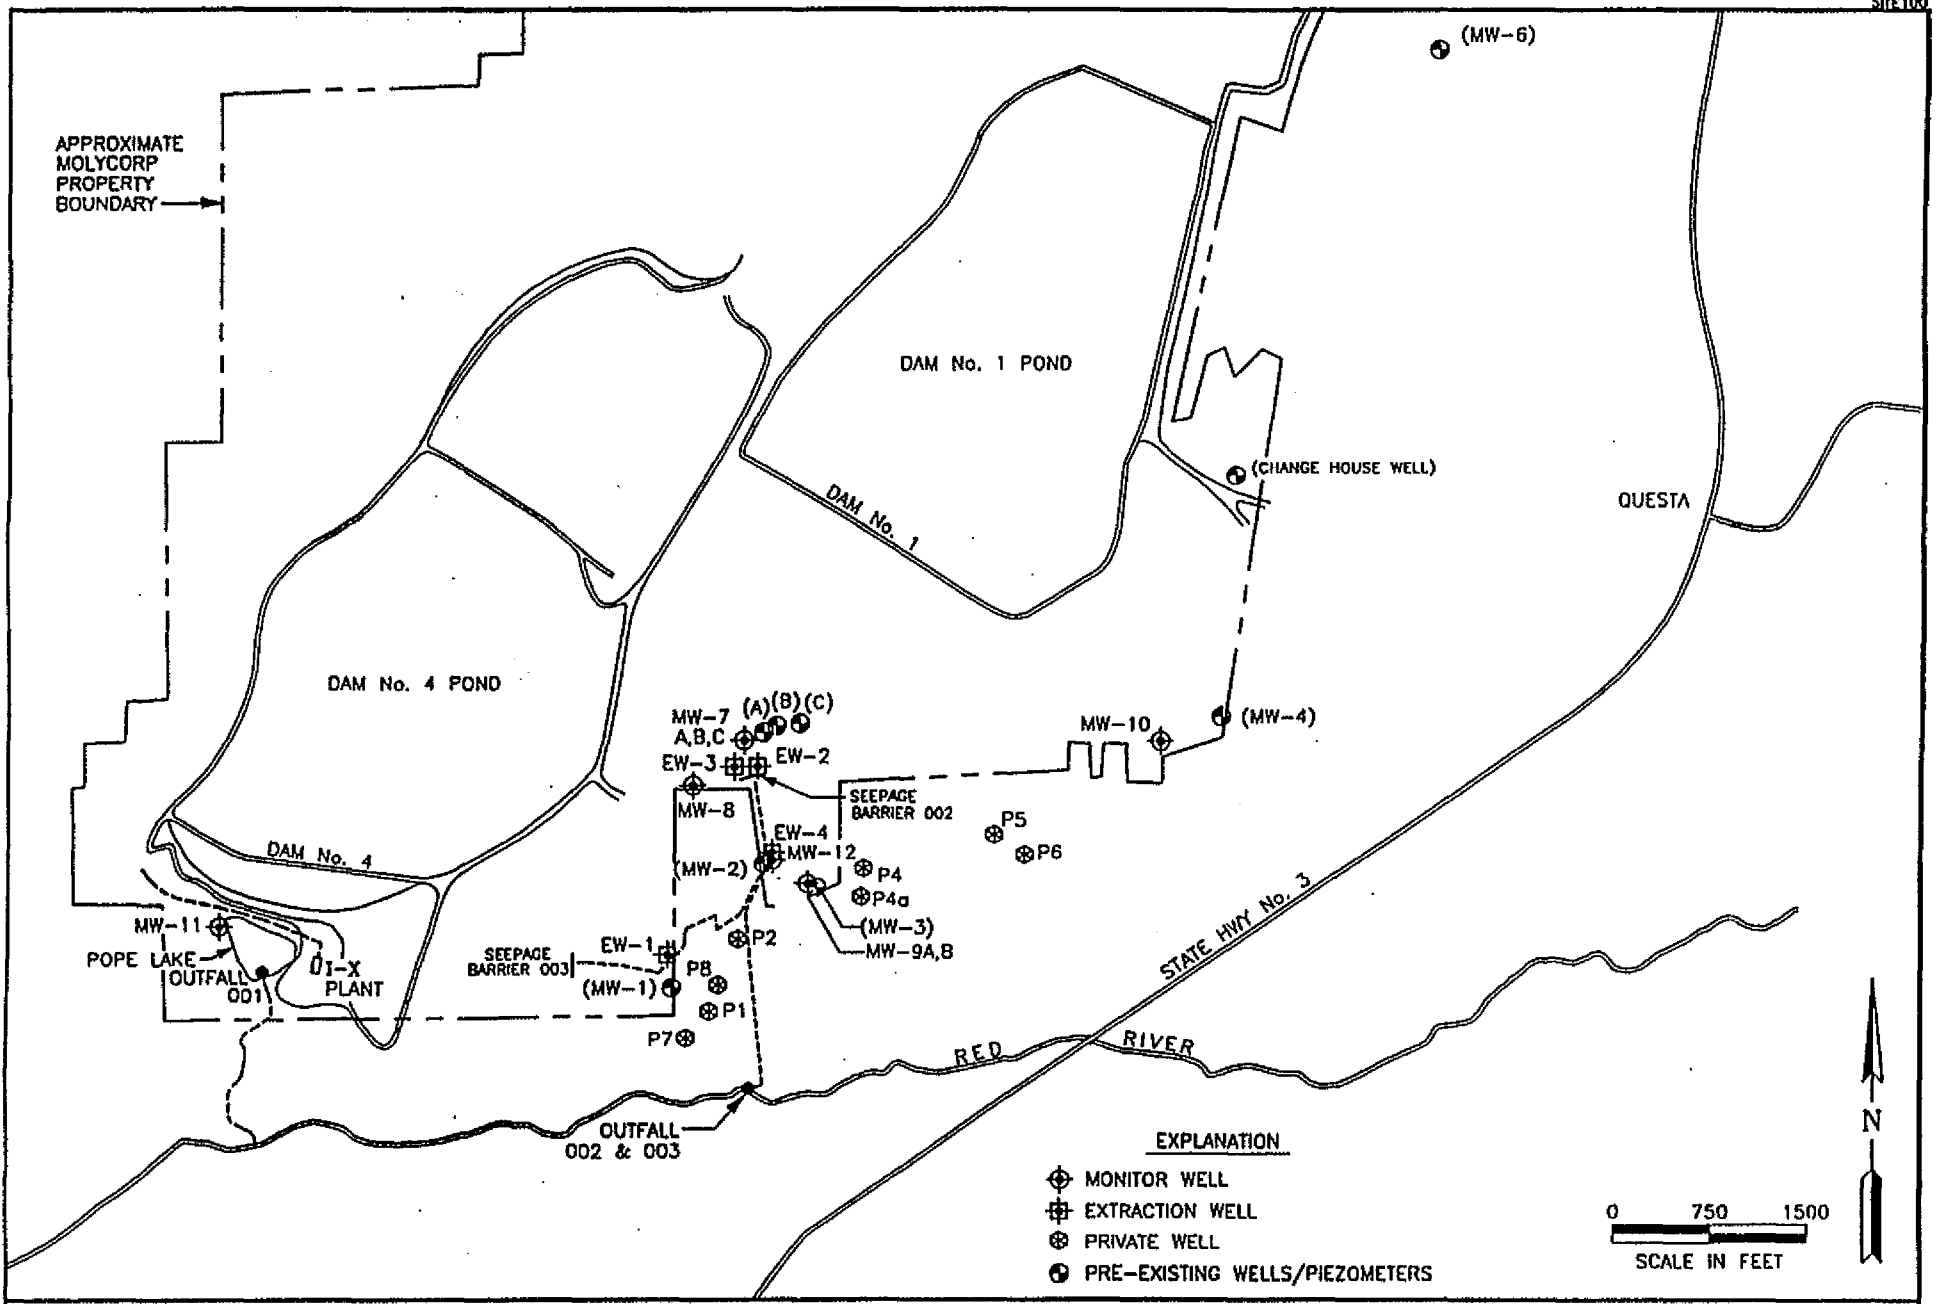 (MW-6)
APPROXIMATE
MOLYCORP
PROPERTY
BOUNDARY
DAM No. 1 POND
(CHANGE HOUSE WELL)
QUESTA
DAM No. 1
DAM No. 4 POND
(A) (B) (C)
MW-7
A,B,C
MW-10
(MW-4)
EW-3
EW-2
MW-8
SEEPAGE
BARRIER 002
P5
EW-4
MW-12
P6
DAM No. 4
(MW-2)
P4
P4a
(MW-3)
MW-9A,B
MW-11
POPE LAKE
OUTFALL
001
I-X
PLANT
EW-1
P2
SEEPAGE
BARRIER 003
P8
(MW-1)
P1
P7
STATE HWY No. 3
RED RIVER
OUTFALL
002 & 003
EXPLANATION
MONITOR WELL
EXTRACTION WELL
PRIVATE WELL
PRE-EXISTING WELLS/PIEZOMETERS
N
0 750 1500
SCALE IN FEET